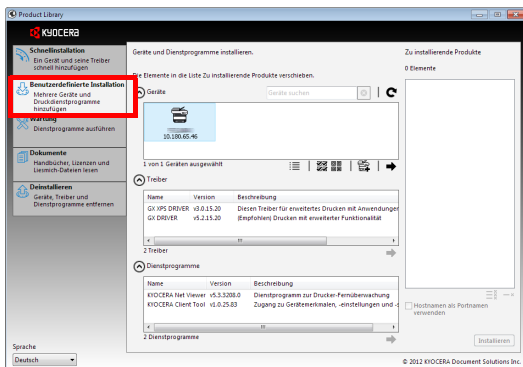 Product Library
KYOCERA
Schnellinstallation
Ein Gerät und seine Treiber
schnell hinzufügen
Benutzerdefinierte Installation
Mehrere Geräte und
Druckdienstprogramme
hinzufügen
Wartung
Dienstprogramme ausführen
Dokumente
Handbücher, Lizenzen und
Liesmich-Dateien lesen
Deinstallieren
Geräte, Treiber und
Dienstprogramme entfernen
Sprache
Deutsch
Geräte und Dienstprogramme installieren.
Die Elemente in die Liste Zu installierende Produkte verschieben.
Geräte
Geräte suchen
10.180.65.46
1 von 1 Geräten ausgewählt
Treiber
Name Version Beschreibung
GX XPS DRIVER v3.0.15.20 Diesen Treiber für erweitertes Drucken mit Anwendungen
GX DRIVER v5.2.15.20 (Empfohlen) Drucken mit erweiterter Funktionalität
2 Treiber
Dienstprogramme
Name Version Beschreibung
KYOCERA Net Viewer v5.3.3208.0 Dienstprogramm zur Drucker-Fernüberwachung
KYOCERA Client Tool v1.0.25.83 Zugang zu Gerätemerkmalen, -einstellungen und -s
2 Dienstprogramme
Zu installierende Produkte
0 Elemente
Hostnamen als Portnamen
verwenden
Installieren
© 2012 KYOCERA Document Solutions Inc.